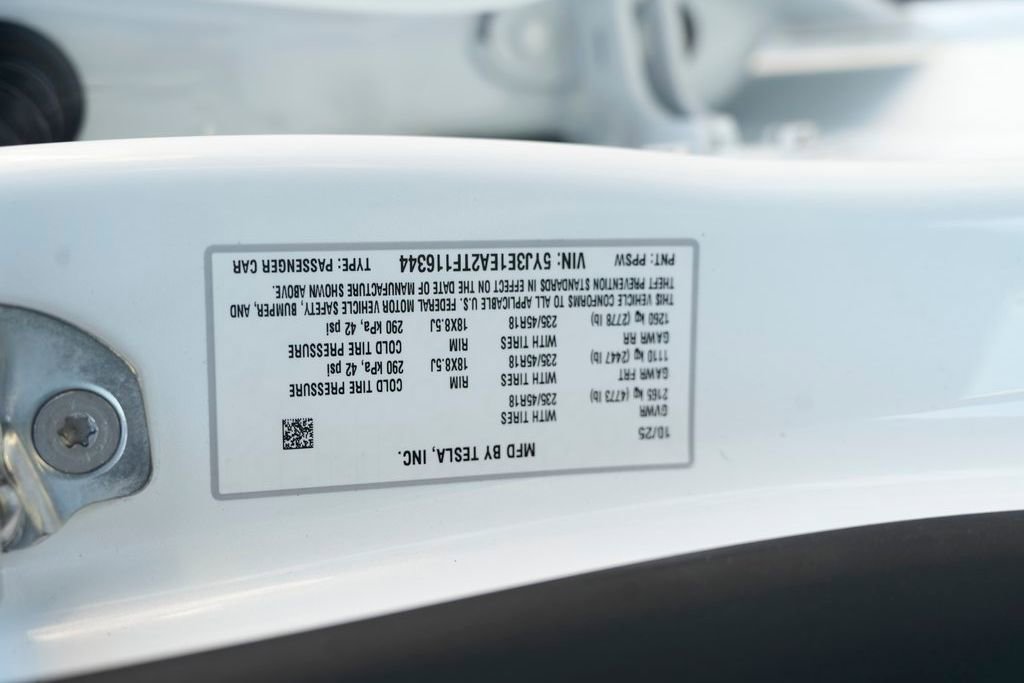 MFD BY TESLA, INC.
10/25
GVWR WITH TIRES
2165 kg (4773 lb) 235/45R18
GAWR FRT WITH TIRES RIM COLD TIRE PRESSURE
1110 kg (2447 lb) 235/45R18 18X8.5J 290 kPa, 42 psi
GAWR RR WITH TIRES RIM COLD TIRE PRESSURE
1260 kg (2778 lb) 235/45R18 18X8.5J 290 kPa, 42 psi
THIS VEHICLE CONFORMS TO ALL APPLICABLE U.S. FEDERAL MOTOR VEHICLE SAFETY, BUMPER, AND
THEFT PREVENTION STANDARDS IN EFFECT ON THE DATE OF MANUFACTURE SHOWN ABOVE.
PNT: PPSW VIN: 5YJ3E1EA2TF116344 TYPE: PASSENGER CAR